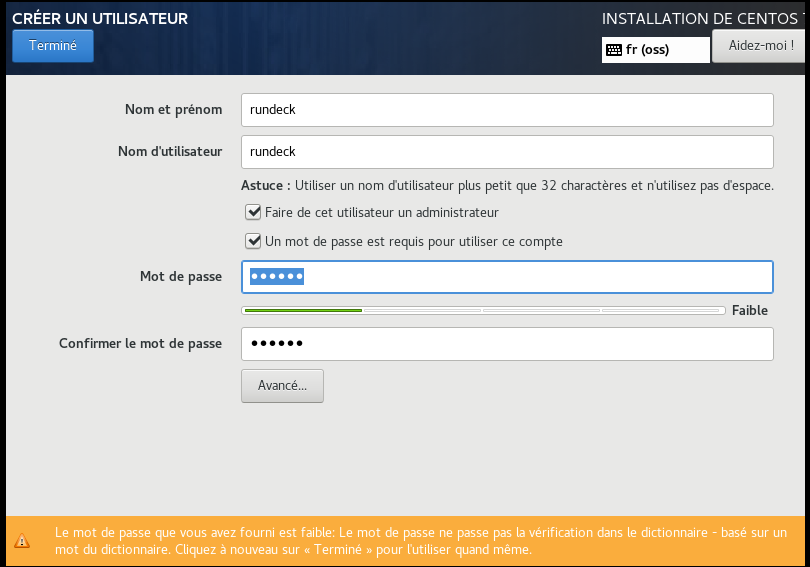 CRÉER UN UTILISATEUR
INSTALLATION DE CENTOS
Terminé
fr (oss)
Aidez-moi !
Nom et prénom
rundeck
Nom d'utilisateur
rundeck
Astuce : Utiliser un nom d'utilisateur plus petit que 32 charactères et n'utilisez pas d'espace.
Faire de cet utilisateur un administrateur
Un mot de passe est requis pour utiliser ce compte
Mot de passe
••••••
Faible
Confirmer le mot de passe
••••••
Avancé...
Le mot de passe que vous avez fourni est faible: Le mot de passe ne passe pas la vérification dans le dictionnaire - basé sur un
mot du dictionnaire. Cliquez à nouveau sur « Terminé » pour l'utiliser quand même.